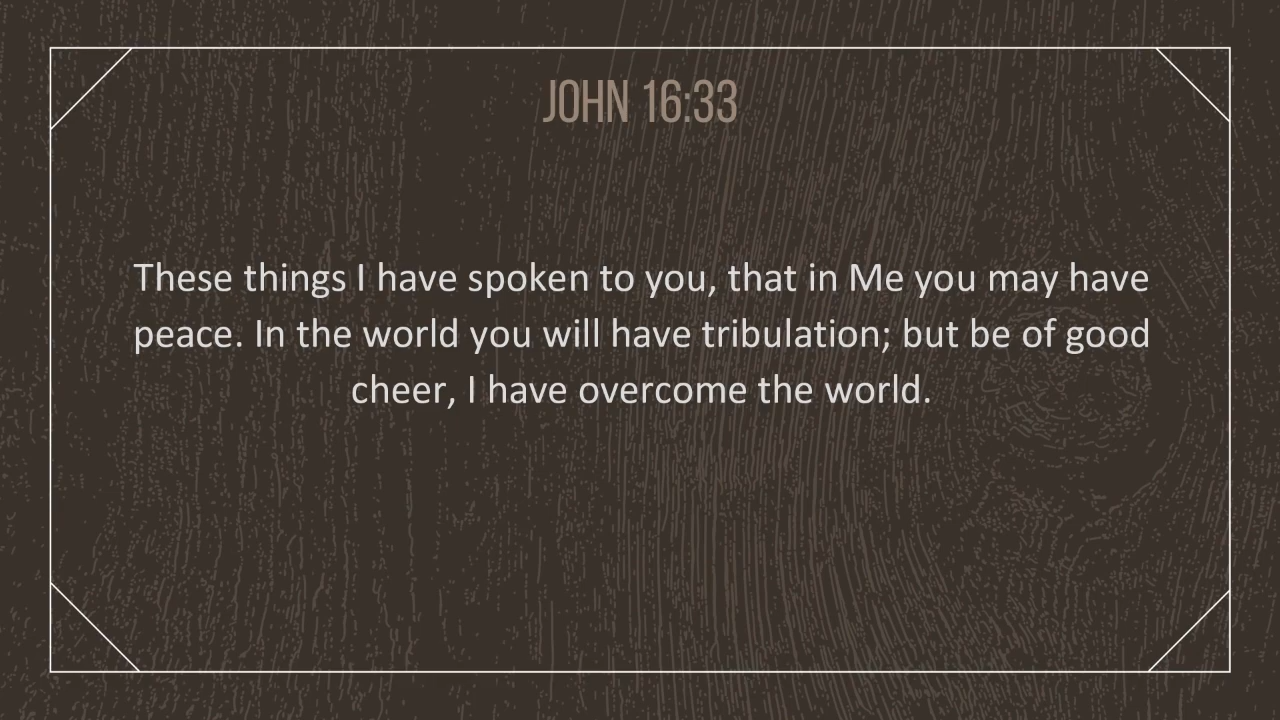 JOHN 16:33
These things I have spoken to you, that in Me you may have
peace. In the world you will have tribulation; but be of good
cheer, I have overcome the world.